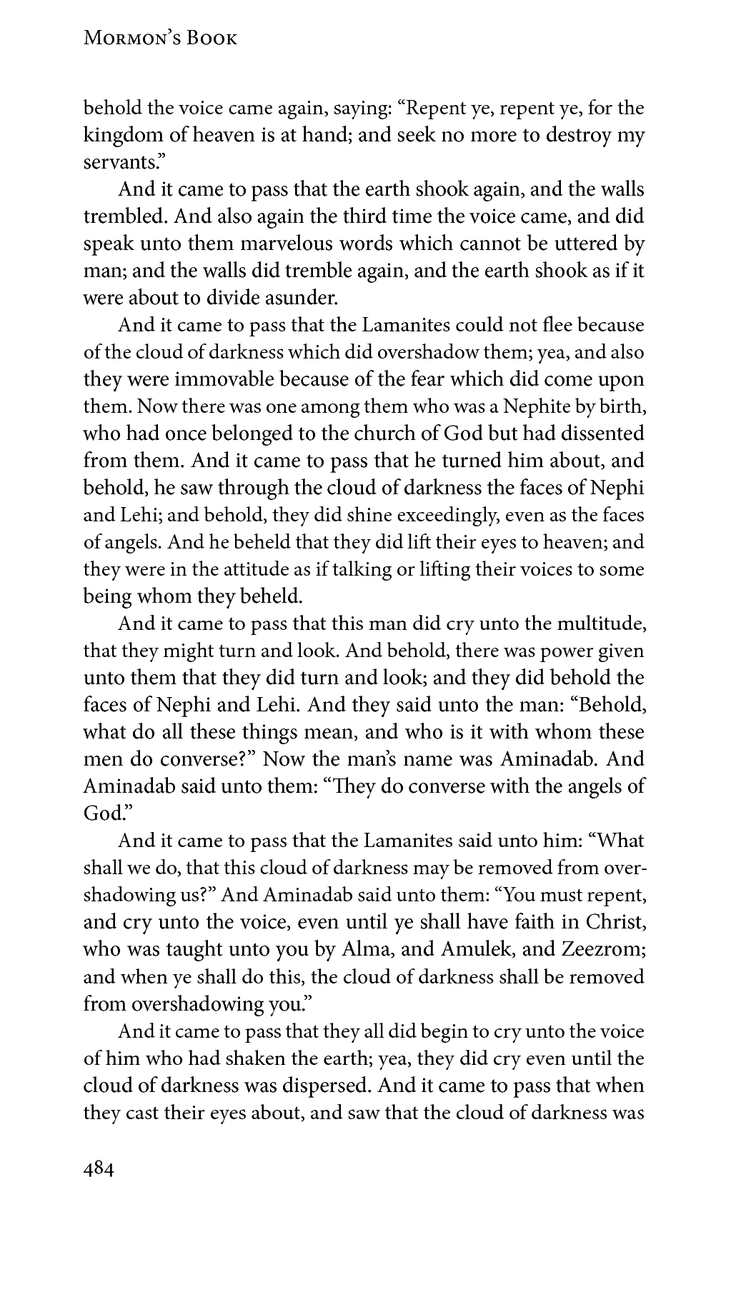 Mormon’s Book
behold the voice came again, saying: “Repent ye, repent ye, for the
kingdom of heaven is at hand; and seek no more to destroy my
servants.”
And it came to pass that the earth shook again, and the walls
trembled. And also again the third time the voice came, and did
speak unto them marvelous words which cannot be uttered by
man; and the walls did tremble again, and the earth shook as if it
were about to divide asunder.
And it came to pass that the Lamanites could not flee because
of the cloud of darkness which did overshadow them; yea, and also
they were immovable because of the fear which did come upon
them. Now there was one among them who was a Nephite by birth,
who had once belonged to the church of God but had dissented
from them. And it came to pass that he turned him about, and
behold, he saw through the cloud of darkness the faces of Nephi
and Lehi; and behold, they did shine exceedingly, even as the faces
of angels. And he beheld that they did lift their eyes to heaven; and
they were in the attitude as if talking or lifting their voices to some
being whom they beheld.
And it came to pass that this man did cry unto the multitude,
that they might turn and look. And behold, there was power given
unto them that they did turn and look; and they did behold the
faces of Nephi and Lehi. And they said unto the man: “Behold,
what do all these things mean, and who is it with whom these
men do converse?” Now the man’s name was Aminadab. And
Aminadab said unto them: “They do converse with the angels of
God.”
And it came to pass that the Lamanites said unto him: “What
shall we do, that this cloud of darkness may be removed from over-
shadowing us?” And Aminadab said unto them: “You must repent,
and cry unto the voice, even until ye shall have faith in Christ,
who was taught unto you by Alma, and Amulek, and Zeezrom;
and when ye shall do this, the cloud of darkness shall be removed
from overshadowing you.”
And it came to pass that they all did begin to cry unto the voice
of him who had shaken the earth; yea, they did cry even until the
cloud of darkness was dispersed. And it came to pass that when
they cast their eyes about, and saw that the cloud of darkness was
484